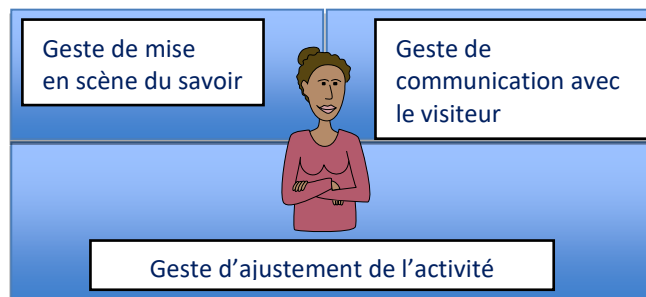 Geste de mise
en scène du savoir
Geste de
communication avec
le visiteur
Geste d’ajustement de l’activité